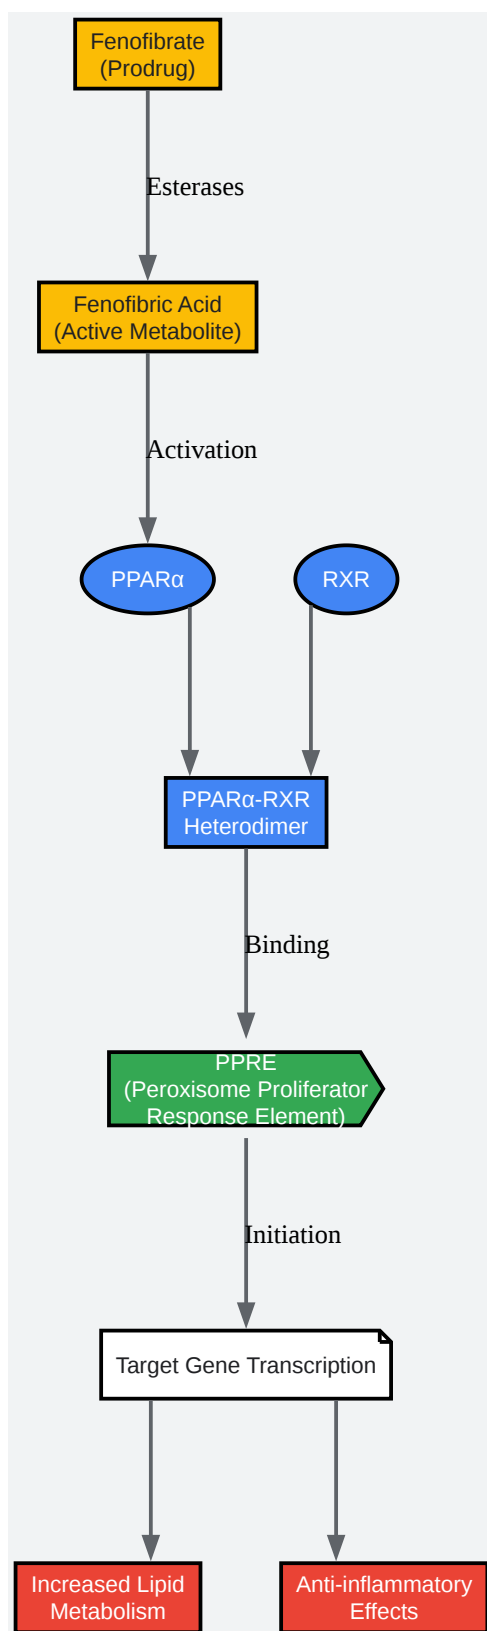 Fenofibrate
(Prodrug)
Esterases
Fenofibric Acid
(Active Metabolite)
Activation
PPARα
RXR
PPARα-RXR
Heterodimer
Binding
PPRE
(Peroxisome Proliferator
Response Element)
Initiation
Target Gene Transcription
Increased Lipid
Metabolism
Anti-inflammatory
Effects